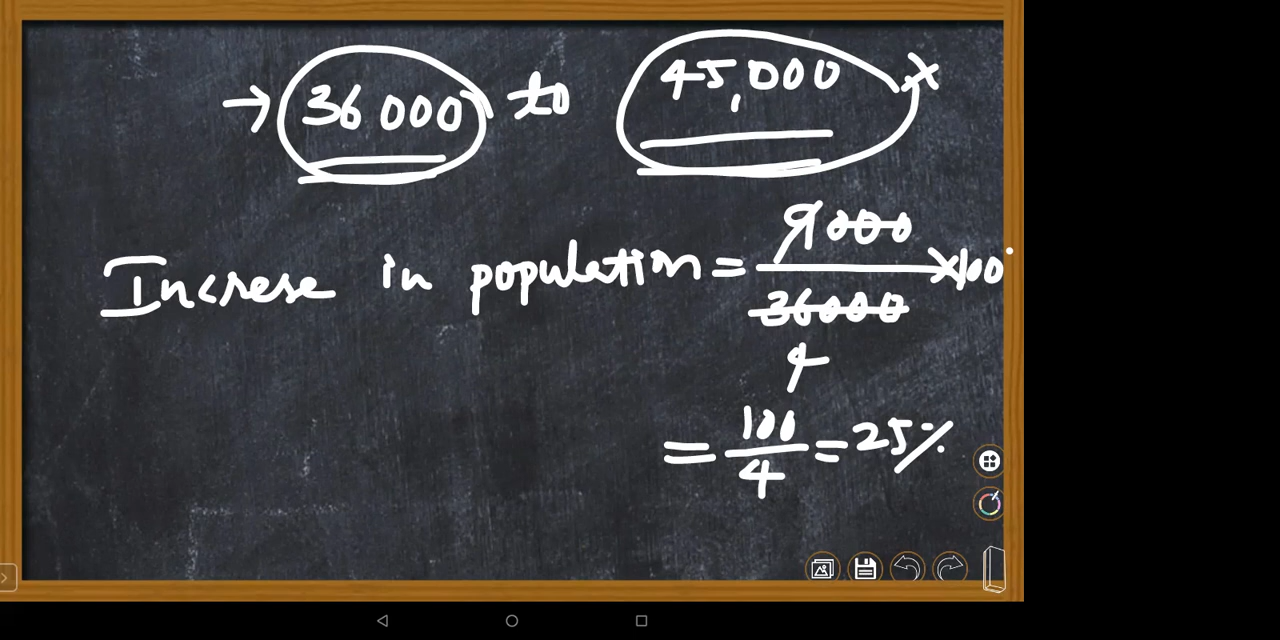 → 36000 to 45,000
Increse in population = 9000/36000 × 100
4
= 100/4 = 25%